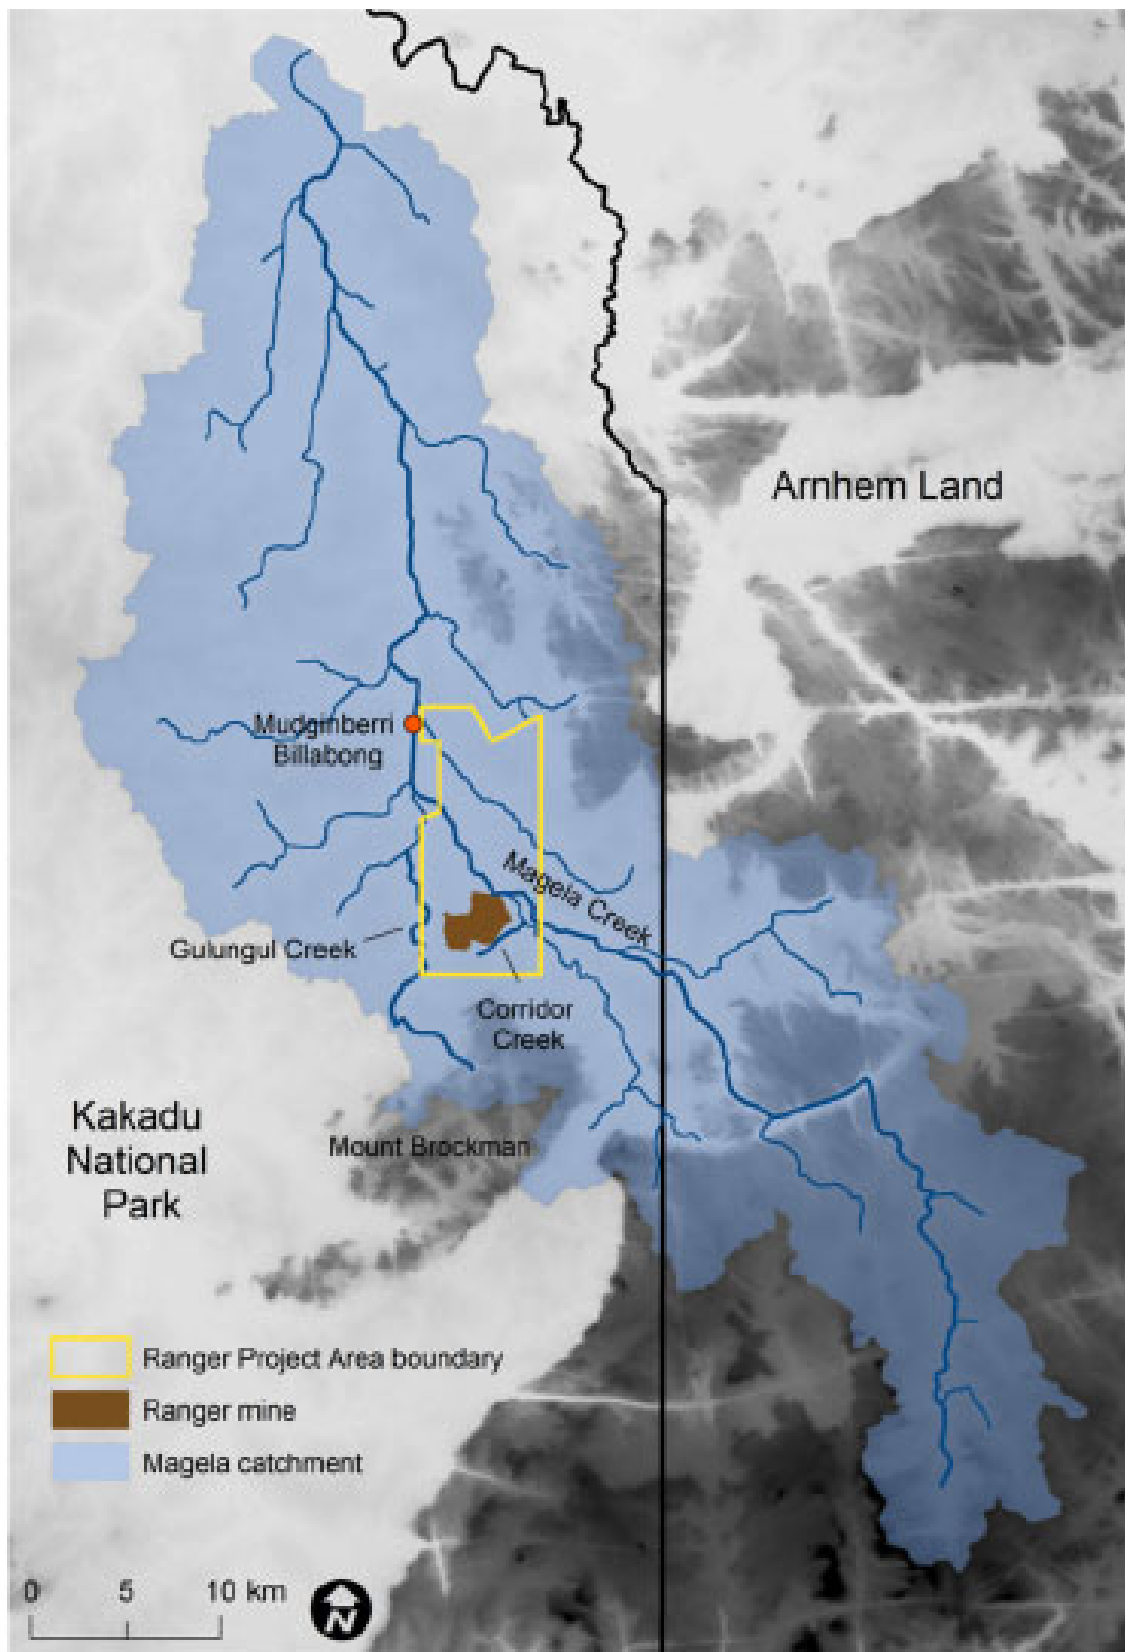 Arnhem Land
Mudginberri
Billabong
Magela Creek
Gulungul Creek
Corridor
Creek
Kakadu
National
Park
Mount Brockman
Ranger Project Area boundary
Ranger mine
Magela catchment
0 5 10 km
N